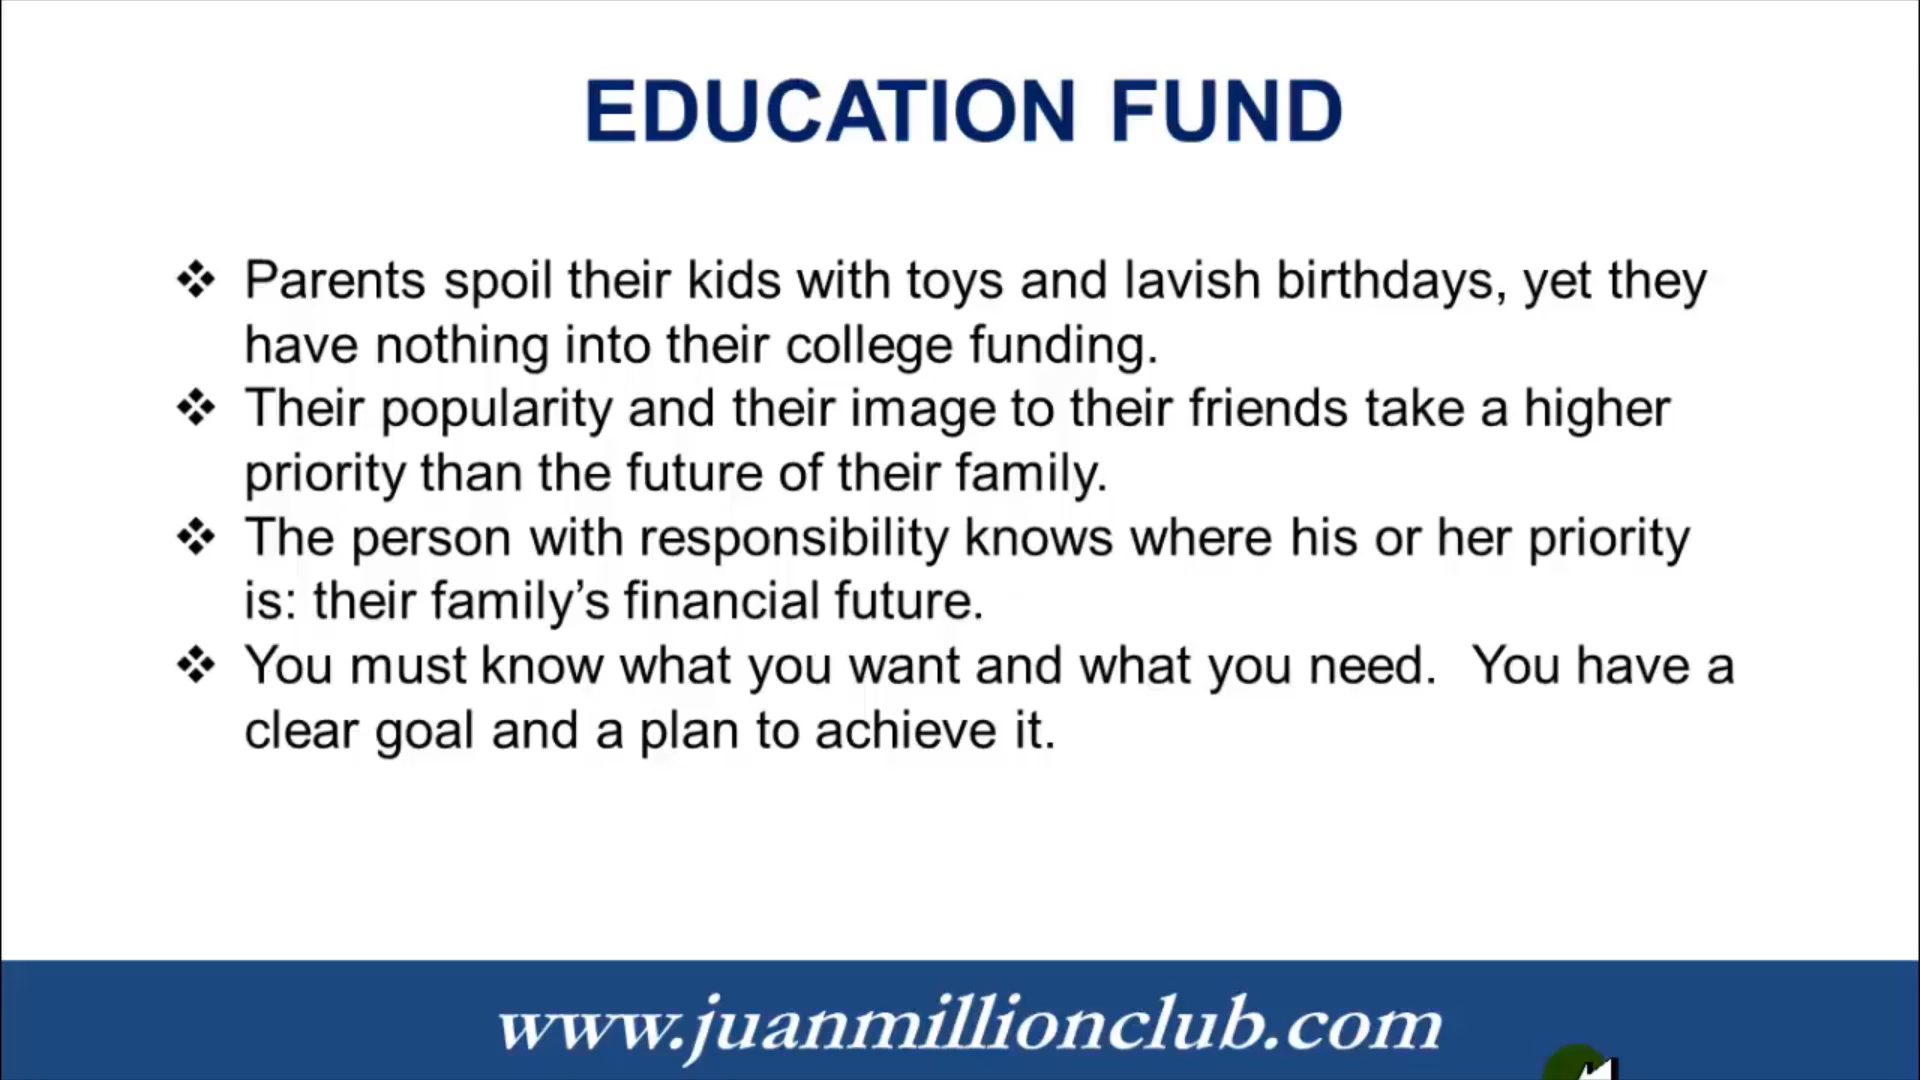 EDUCATION FUND
❖ Parents spoil their kids with toys and lavish birthdays, yet they
have nothing into their college funding.
❖ Their popularity and their image to their friends take a higher
priority than the future of their family.
❖ The person with responsibility knows where his or her priority
is: their family’s financial future.
❖ You must know what you want and what you need.  You have a
clear goal and a plan to achieve it.
www.juanmillionclub.com